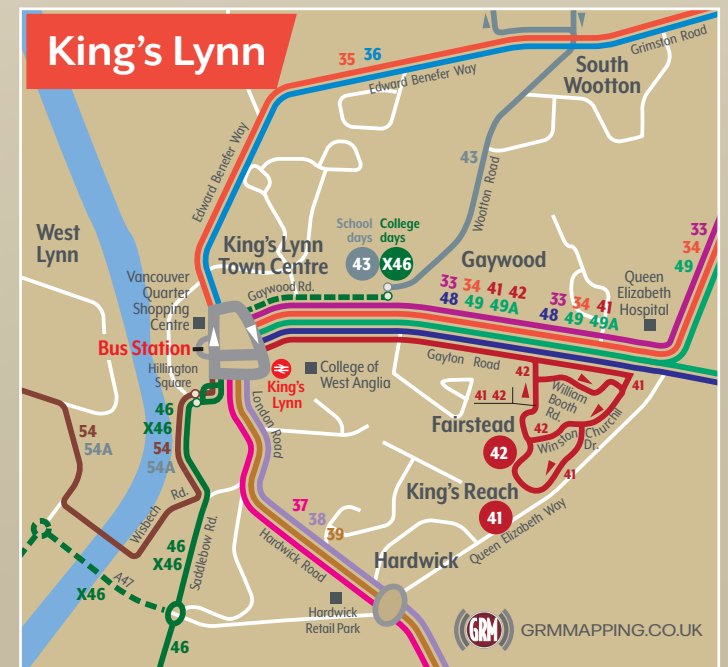 King's Lynn
35 36
Edward Benefer Way
Grimston Road
South
Wootton
Edward Benefer Way
43
Wootton Road
West
Lynn
King's Lynn
Town Centre
School
days
43
College
days
X46
Gaywood
Gaywood Rd.
33 34 41 42
48 49 49A
33 34 41
48 49 49A
33
34
49
Queen
Elizabeth
Hospital
Vancouver
Quarter
Shopping
Centre
Bus Station
Hillington
Square
King's
Lynn
College of
West Anglia
Gayton Road
London Road
42
41
41 42
William
Booth
Rd.
Fairstead
42
42
Winston Churchill
Dr.
41
King's Reach
41
Queen Elizabeth Way
46
X46
54
54A
54
54A
Wisbech Rd.
Saddlebow Rd.
37
38
39
Hardwick Road
Hardwick
Hardwick
Retail Park
46
X46
A47
X46
46
GRM
GRMMAPPING.CO.UK